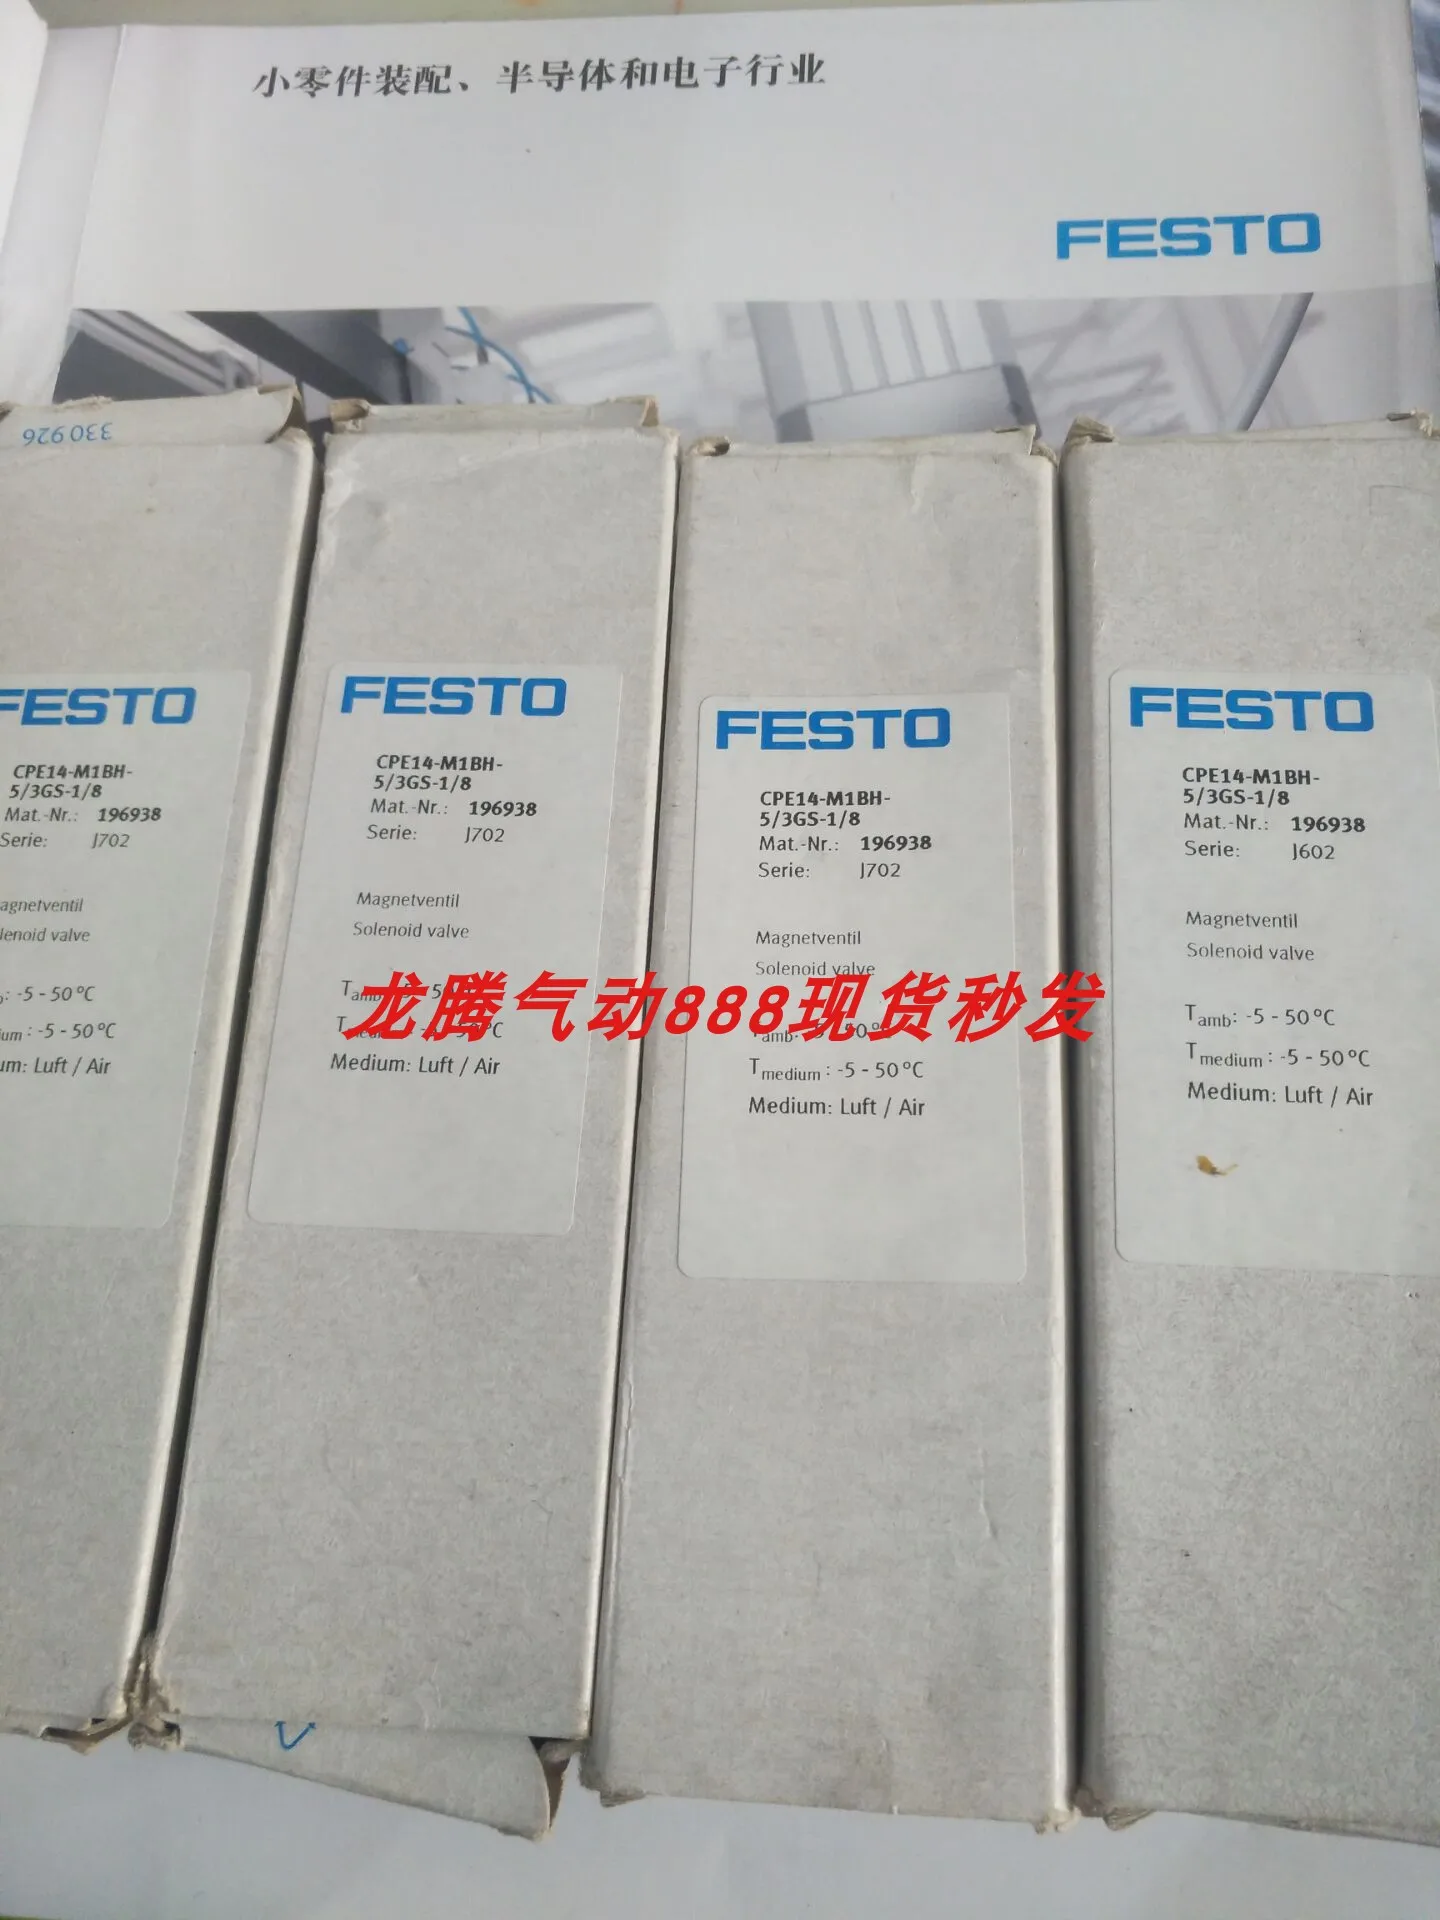 小零件装配、半导体和电子行业
FESTO
330926
FESTO
CPE14-M1BH-
5/3GS-1/8
Mat.-Nr.: 196938
Serie: J702
-5 - 50 °C
-5 - 50 °C
Luft / Air
FESTO
CPE14-M1BH-
5/3GS-1/8
Mat.-Nr.: 196938
Serie: J702
Magnetventil
Solenoid valve
Medium: Luft / Air
FESTO
CPE14-M1BH-
5/3GS-1/8
Mat.-Nr.: 196938
Serie: J702
Magnetventil
Solenoid valve
Tmedium : -5 - 50 °C
Medium: Luft / Air
FESTO
CPE14-M1BH-
5/3GS-1/8
Mat.-Nr.: 196938
Serie: J602
Magnetventil
Solenoid valve
Tamb: -5 - 50 °C
Tmedium : -5 - 50 °C
Medium: Luft / Air
龙腾气动888现货秒发